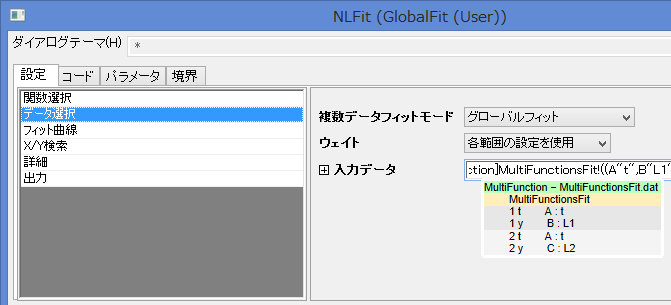 NLFit (GlobalFit (User))
ダイアログテーマ(H) *
設定 コード パラメータ 境界
関数選択
データ選択
フィット曲線
X/Y検索
詳細
出力
複数データフィットモード グローバルフィット
ウェイト 各範囲の設定を使用
入力データ ction]MultiFunctionsFit!((A"t",B"L1"
MultiFunction - MultiFunctionsFit.dat
MultiFunctionsFit
1 t A : t
1 y B : L1
2 t A : t
2 y C : L2